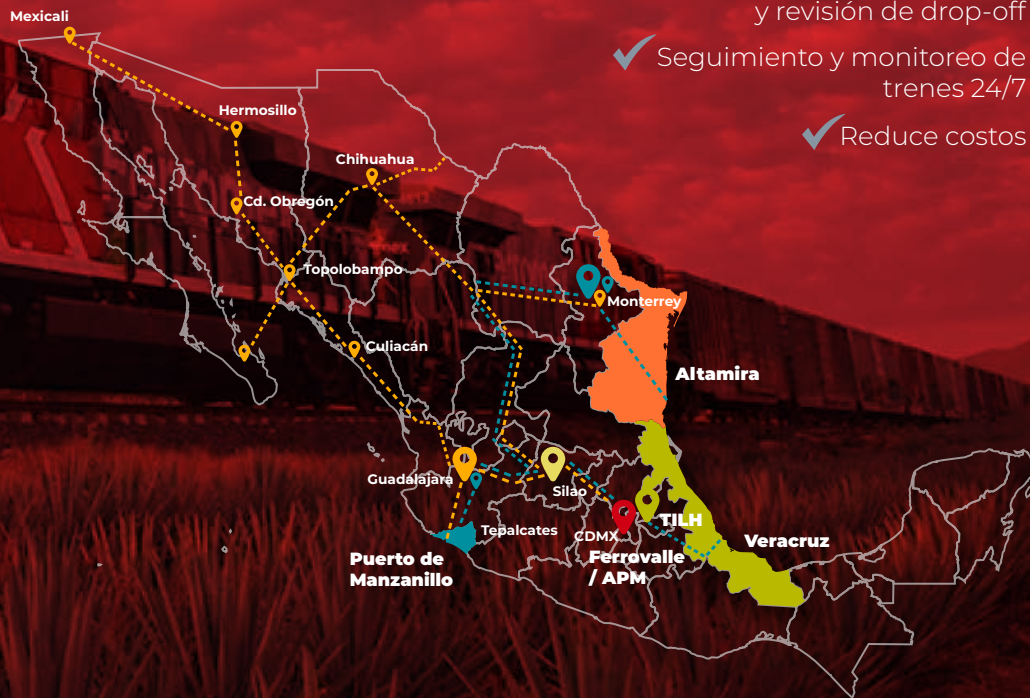 y revisión de drop-off
Seguimiento y monitoreo de
trenes 24/7
Reduce costos
Mexicali
Hermosillo
Chihuahua
Cd. Obregón
Topolobampo
Monterrey
Culiacán
Altamira
Guadalajara
Silao
TILH
Tepalcates
CDMX
Veracruz
Puerto de
Manzanillo
Ferrovalle
/ APM